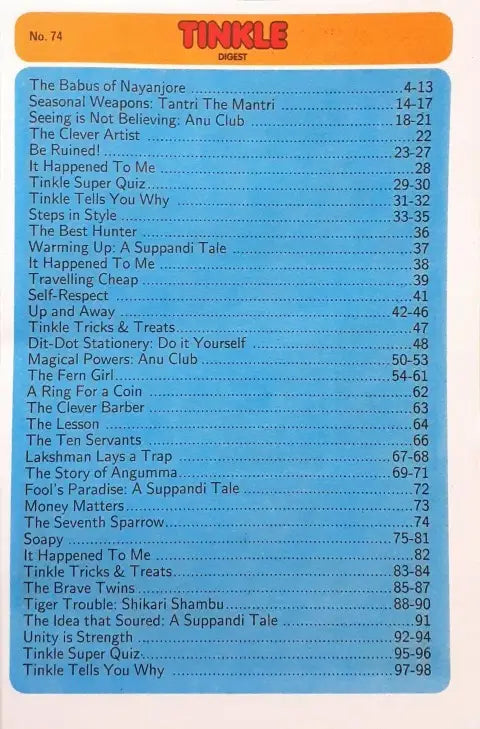 No. 74
TINKLE
DIGEST
The Babus of Nayanjore 4-13
Seasonal Weapons: Tantri The Mantri 14-17
Seeing is Not Believing: Anu Club 18-21
The Clever Artist 22
Be Ruined! 23-27
It Happened To Me 28
Tinkle Super Quiz 29-30
Tinkle Tells You Why 31-32
Steps in Style 33-35
The Best Hunter 36
Warming Up: A Suppandi Tale 37
It Happened To Me 38
Travelling Cheap 39
Self-Respect 41
Up and Away 42-46
Tinkle Tricks & Treats 47
Dit-Dot Stationery: Do it Yourself 48
Magical Powers: Anu Club 50-53
The Fern Girl 54-61
A Ring For a Coin 62
The Clever Barber 63
The Lesson 64
The Ten Servants 66
Lakshman Lays a Trap 67-68
The Story of Angumma 69-71
Fool's Paradise: A Suppandi Tale 72
Money Matters 73
The Seventh Sparrow 74
Soapy 75-81
It Happened To Me 82
Tinkle Tricks & Treats 83-84
The Brave Twins 85-87
Tiger Trouble: Shikari Shambu 88-90
The Idea that Soured: A Suppandi Tale 91
Unity is Strength 92-94
Tinkle Super Quiz 95-96
Tinkle Tells You Why 97-98